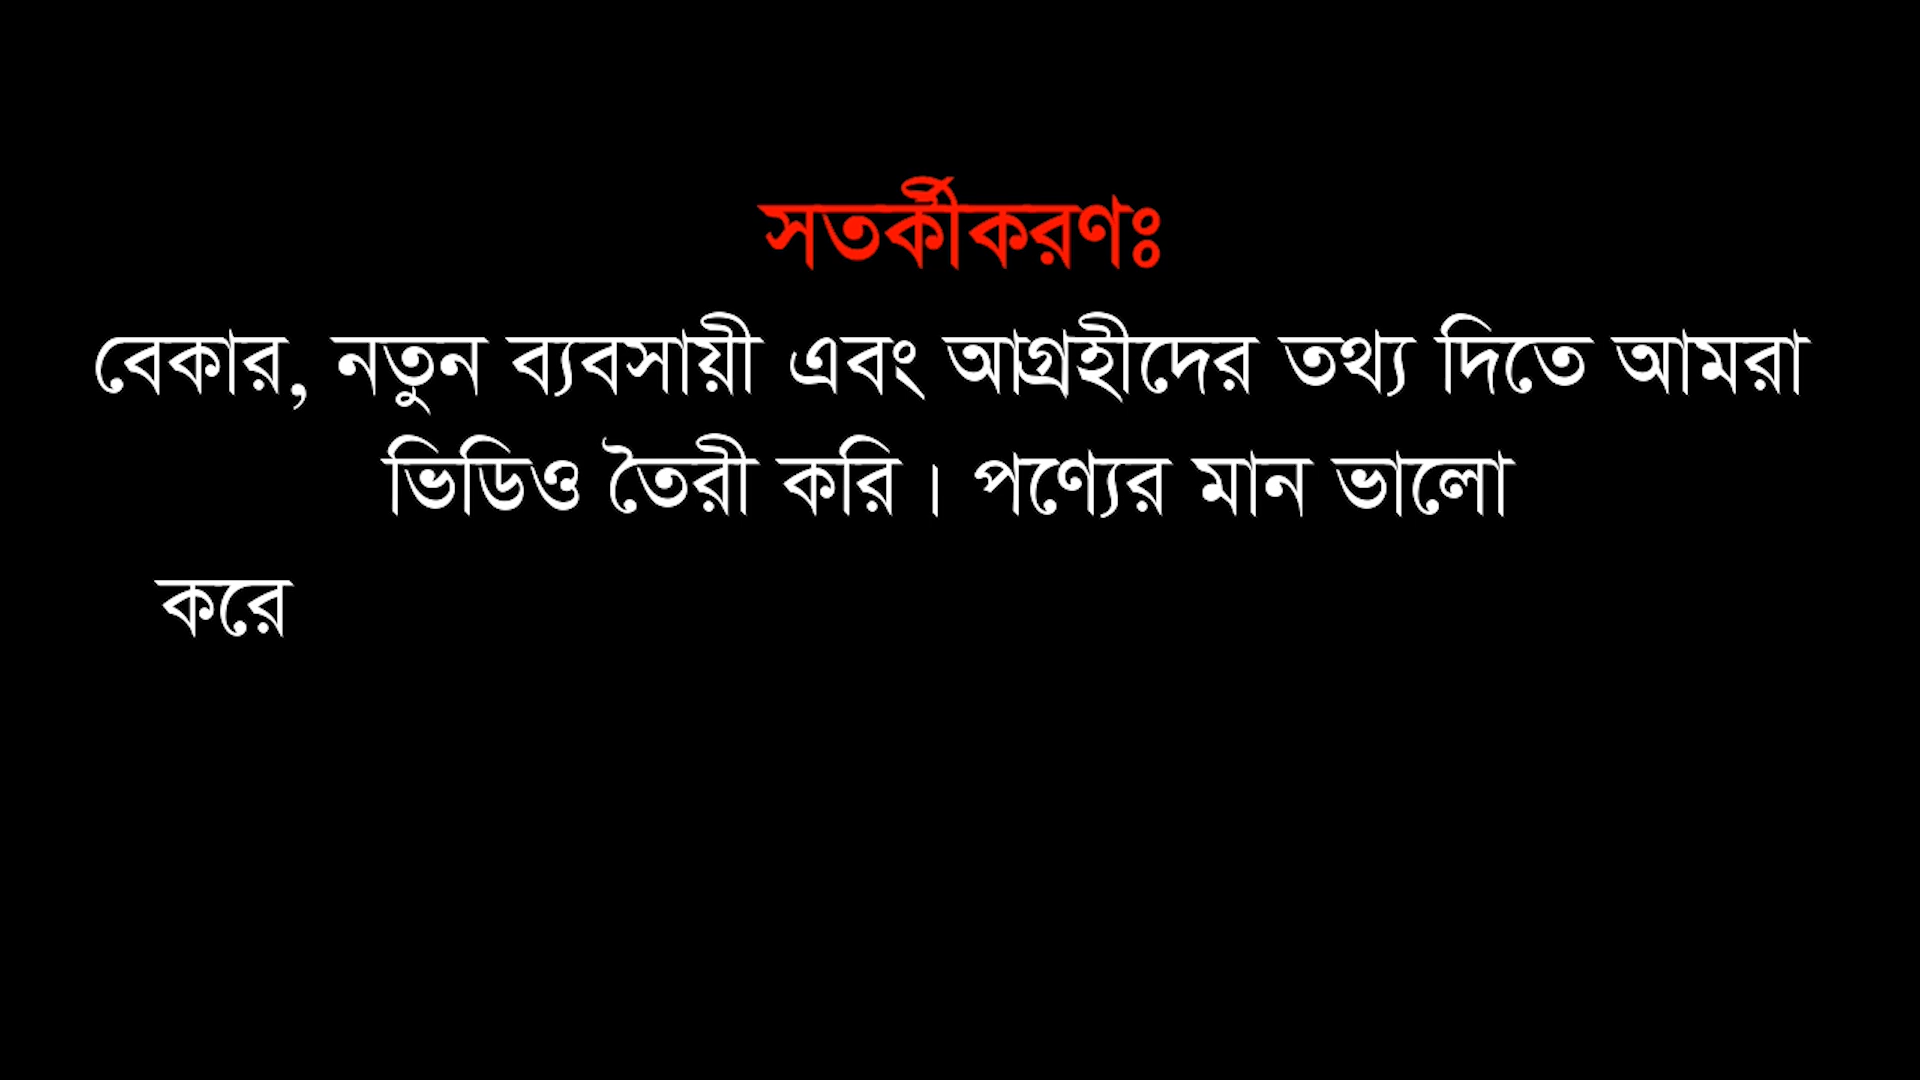 সতর্কীকরণঃ
বেকার, নতুন ব্যবসায়ী এবং আগ্রহীদের তথ্য দিতে আমরা
ভিডিও তৈরী করি। পণ্যের মান ভালো
করে